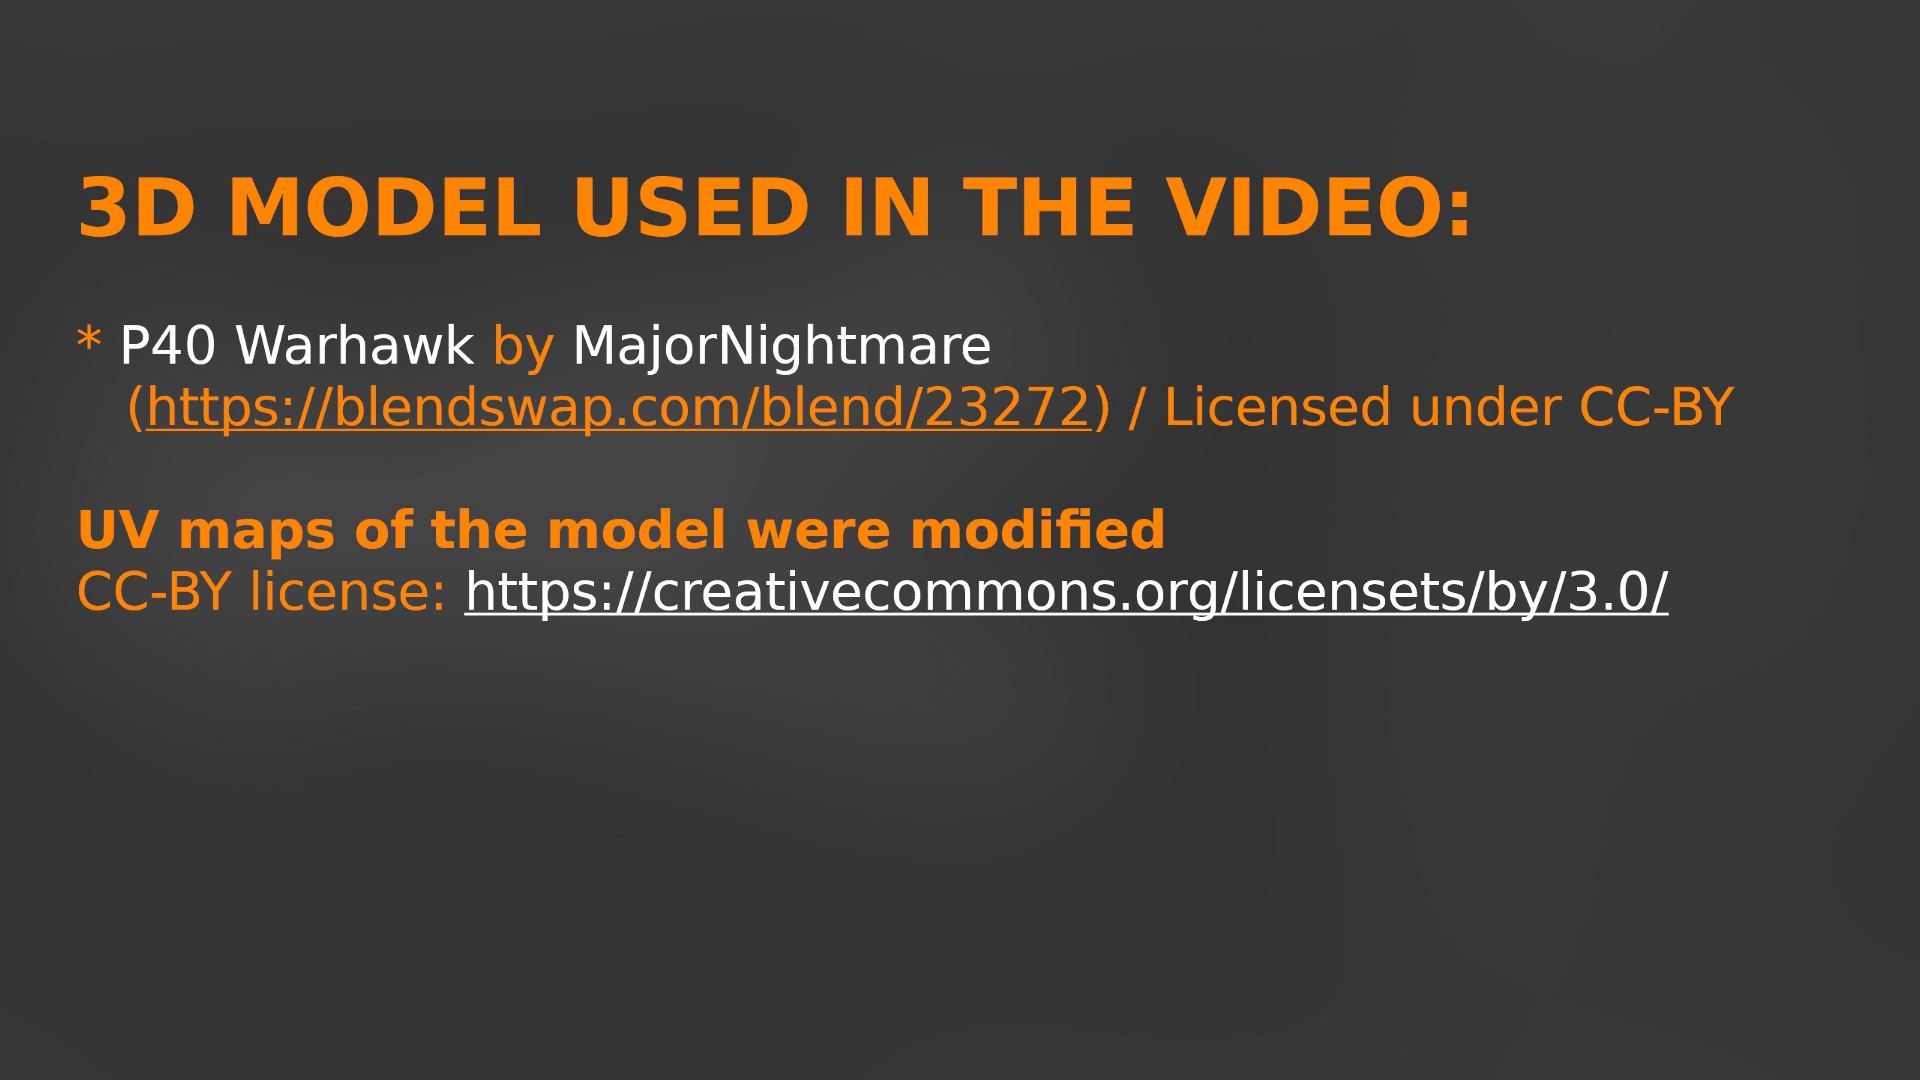 3D MODEL USED IN THE VIDEO:
* P40 Warhawk by MajorNightmare
(https://blendswap.com/blend/23272) / Licensed under CC-BY
UV maps of the model were modified
CC-BY license: https://creativecommons.org/licensets/by/3.0/